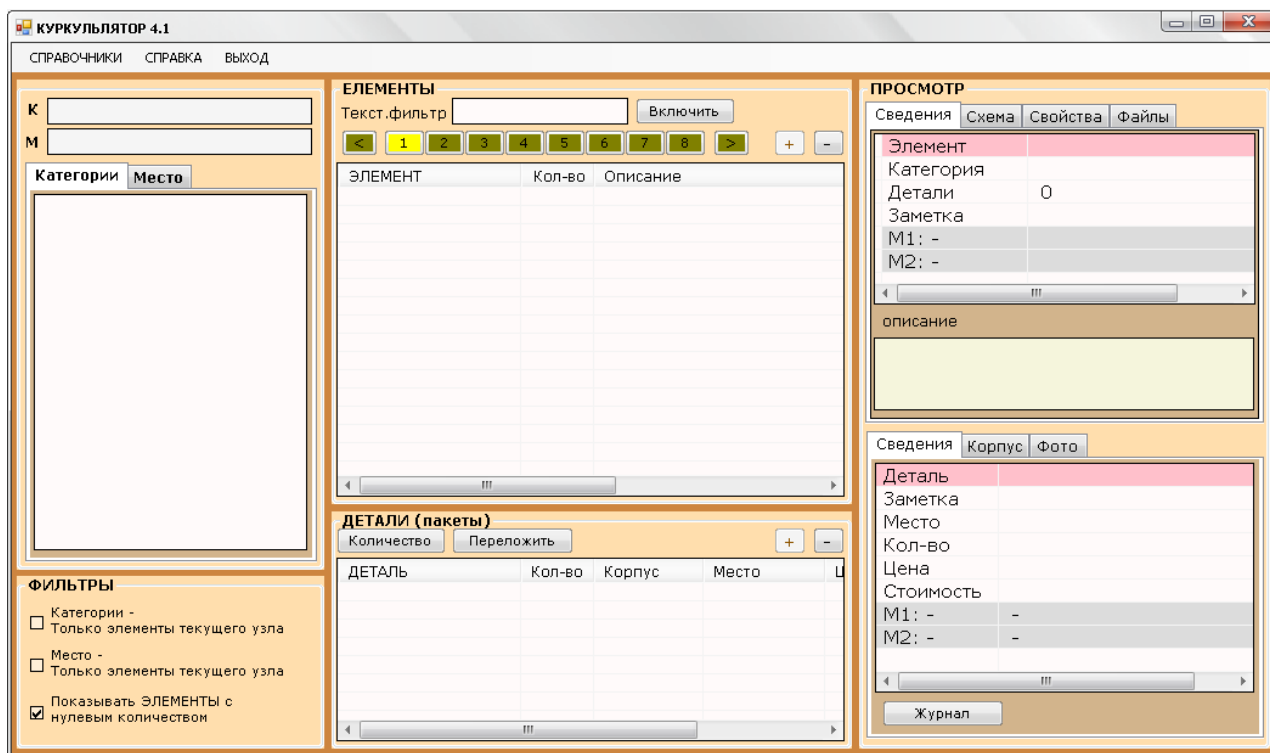 КУРКУЛЬЛЯТОР 4.1
СПРАВОЧНИКИ СПРАВКА ВЫХОД
К
М
Категории Место
ФИЛЬТРЫ
Категории -
Только элементы текущего узла
Место -
Только элементы текущего узла
Показывать ЭЛЕМЕНТЫ с
нулевым количеством
ЕЛЕМЕНТЫ
Текст.фильтр Включить
< 1 2 3 4 5 6 7 8 > + -
ЭЛЕМЕНТ Кол-во Описание
ДЕТАЛИ (пакеты)
Количество Переложить + -
ДЕТАЛЬ Кол-во Корпус Место Ц
ПРОСМОТР
Сведения Схема Свойства Файлы
Элемент
Категория
Детали 0
Заметка
М1: -
М2: -
описание
Сведения Корпус Фото
Деталь
Заметка
Место
Кол-во
Цена
Стоимость
М1: - -
М2: - -
Журнал